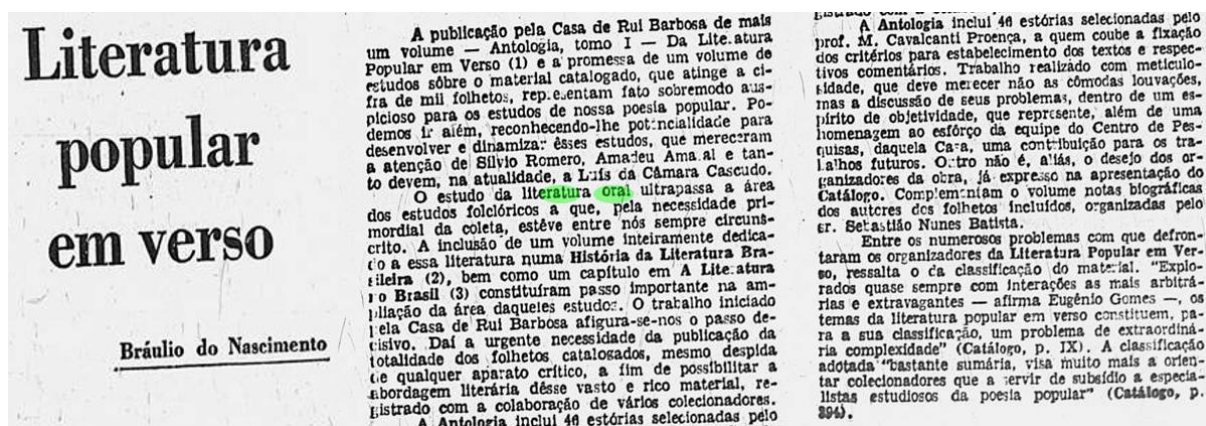 Literatura
popular
em verso
Bráulio do Nascimento
A publicação pela Casa de Rui Barbosa de mais
um volume — Antologia, tomo I — Da Lite.atura
Popular em Verso (1) e a promessa de um volume de
estudos sôbre o material catalogado, que atinge a ci-
fra de mil folhetos, rep.esentam fato sobremodo aus-
picioso para os estudos de nossa poesia popular. Po-
demos ir além, reconhecendo-lhe pot:ncialidade para
desenvolver e dinamiza: êsses estudos, que mereceram
a atenção de Sílvio Romero, Amadeu Ama.al e tan-
to devem, na atualidade, a Luís da Câmara Cascudo.
O estudo da literatura oral ultrapassa a área
dos estudos folclóricos a que, pela necessidade pri-
mordial da coleta, estêve entre nós sempre circuns-
crito. A inclusão de um volume inteiramente dedica-
do a essa literatura numa História da Literatura Bra-
sileira (2), bem como um capítulo em A Lite.atura
no Brasil (3) constituíram passo importante na am-
pliação da área daqueles estudos. O trabalho iniciado
pela Casa de Rui Barbosa afigura-se-nos o passo de-
cisivo. Daí a urgente necessidade da publicação da
totalidade dos folhetos catalogados, mesmo despida
de qualquer aparato crítico, a fim de possibilitar a
abordagem literária dêsse vasto e rico material, re-
gistrado com a colaboração de vários colecionadores.
A Antologia inclui 46 estórias selecionadas pelo
A Antologia inclui 46 estórias selecionadas pelo
prof. M. Cavalcanti Proença, a quem coube a fixação
dos critérios para estabelecimento dos textos e respec-
tivos comentários. Trabalho realizado com meticulo-
sidade, que deve merecer não as cômodas louvações,
mas a discussão de seus problemas, dentro de um es-
pírito de objetividade, que represente, além de uma
homenagem ao esfôrço da equipe do Centro de Pes-
quisas, daquela Casa, uma contribuição para os tra-
balhos futuros. Outro não é, aliás, o desejo dos or-
ganizadores da obra, já expresso na apresentação do
Catálogo. Complementam o volume notas biográficas
dos autores dos folhetos incluídos, organizadas pelo
sr. Sebastião Nunes Batista.
Entre os numerosos problemas com que defron-
taram os organizadores da Literatura Popular em Ver-
so, ressalta o da classificação do material. "Explo-
rados quase sempre com interações as mais arbitrá-
rias e extravagantes — afirma Eugênio Gomes —, os
temas da literatura popular em verso constituem, pa-
ra a sua classificação, um problema de extraordiná-
ria complexidade" (Catálogo, p. IX). A classificação
adotada "bastante sumária, visa muito mais a orien-
tar colecionadores que a servir de subsídio a especia-
listas estudiosos da poesia popular" (Catálogo, p.
394).